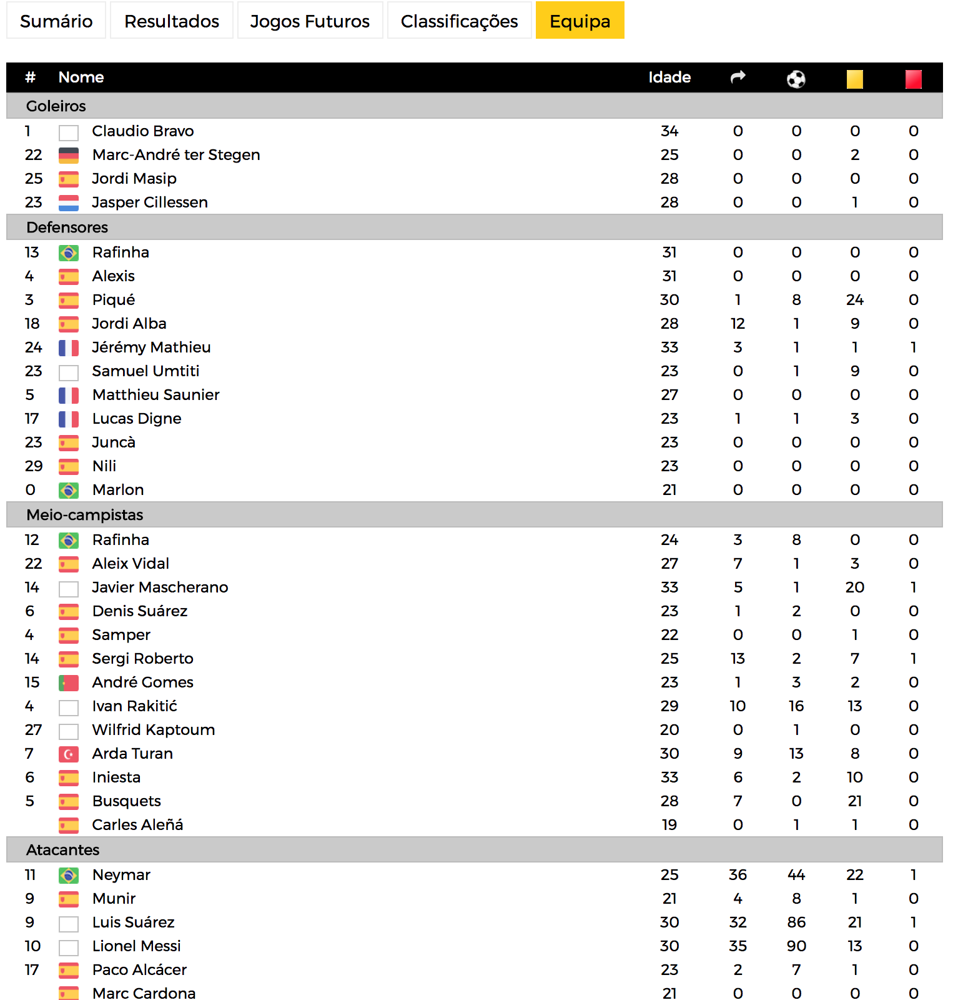 Sumário Resultados Jogos Futuros Classificações Equipa
# Nome Idade
Goleiros
1 Claudio Bravo 34 0 0 0 0
22 Marc-André ter Stegen 25 0 0 2 0
25 Jordi Masip 28 0 0 0 0
23 Jasper Cillessen 28 0 0 1 0
Defensores
13 Rafinha 31 0 0 0 0
4 Alexis 31 0 0 0 0
3 Piqué 30 1 8 24 0
18 Jordi Alba 28 12 1 9 0
24 Jérémy Mathieu 33 3 1 1 1
23 Samuel Umtiti 23 0 1 9 0
5 Matthieu Saunier 27 0 0 0 0
17 Lucas Digne 23 1 1 3 0
23 Juncà 23 0 0 0 0
29 Nili 23 0 0 0 0
0 Marlon 21 0 0 0 0
Meio-campistas
12 Rafinha 24 3 8 0 0
22 Aleix Vidal 27 7 1 3 0
14 Javier Mascherano 33 5 1 20 1
6 Denis Suárez 23 1 2 0 0
4 Samper 22 0 0 1 0
14 Sergi Roberto 25 13 2 7 1
15 André Gomes 23 1 3 2 0
4 Ivan Rakitić 29 10 16 13 0
27 Wilfrid Kaptoum 20 0 1 0 0
7 Arda Turan 30 9 13 8 0
6 Iniesta 33 6 2 10 0
5 Busquets 28 7 0 21 0
Carles Aleñá 19 0 1 1 0
Atacantes
11 Neymar 25 36 44 22 1
9 Munir 21 4 8 1 0
9 Luis Suárez 30 32 86 21 1
10 Lionel Messi 30 35 90 13 0
17 Paco Alcácer 23 2 7 1 0
Marc Cardona 21 0 0 0 0